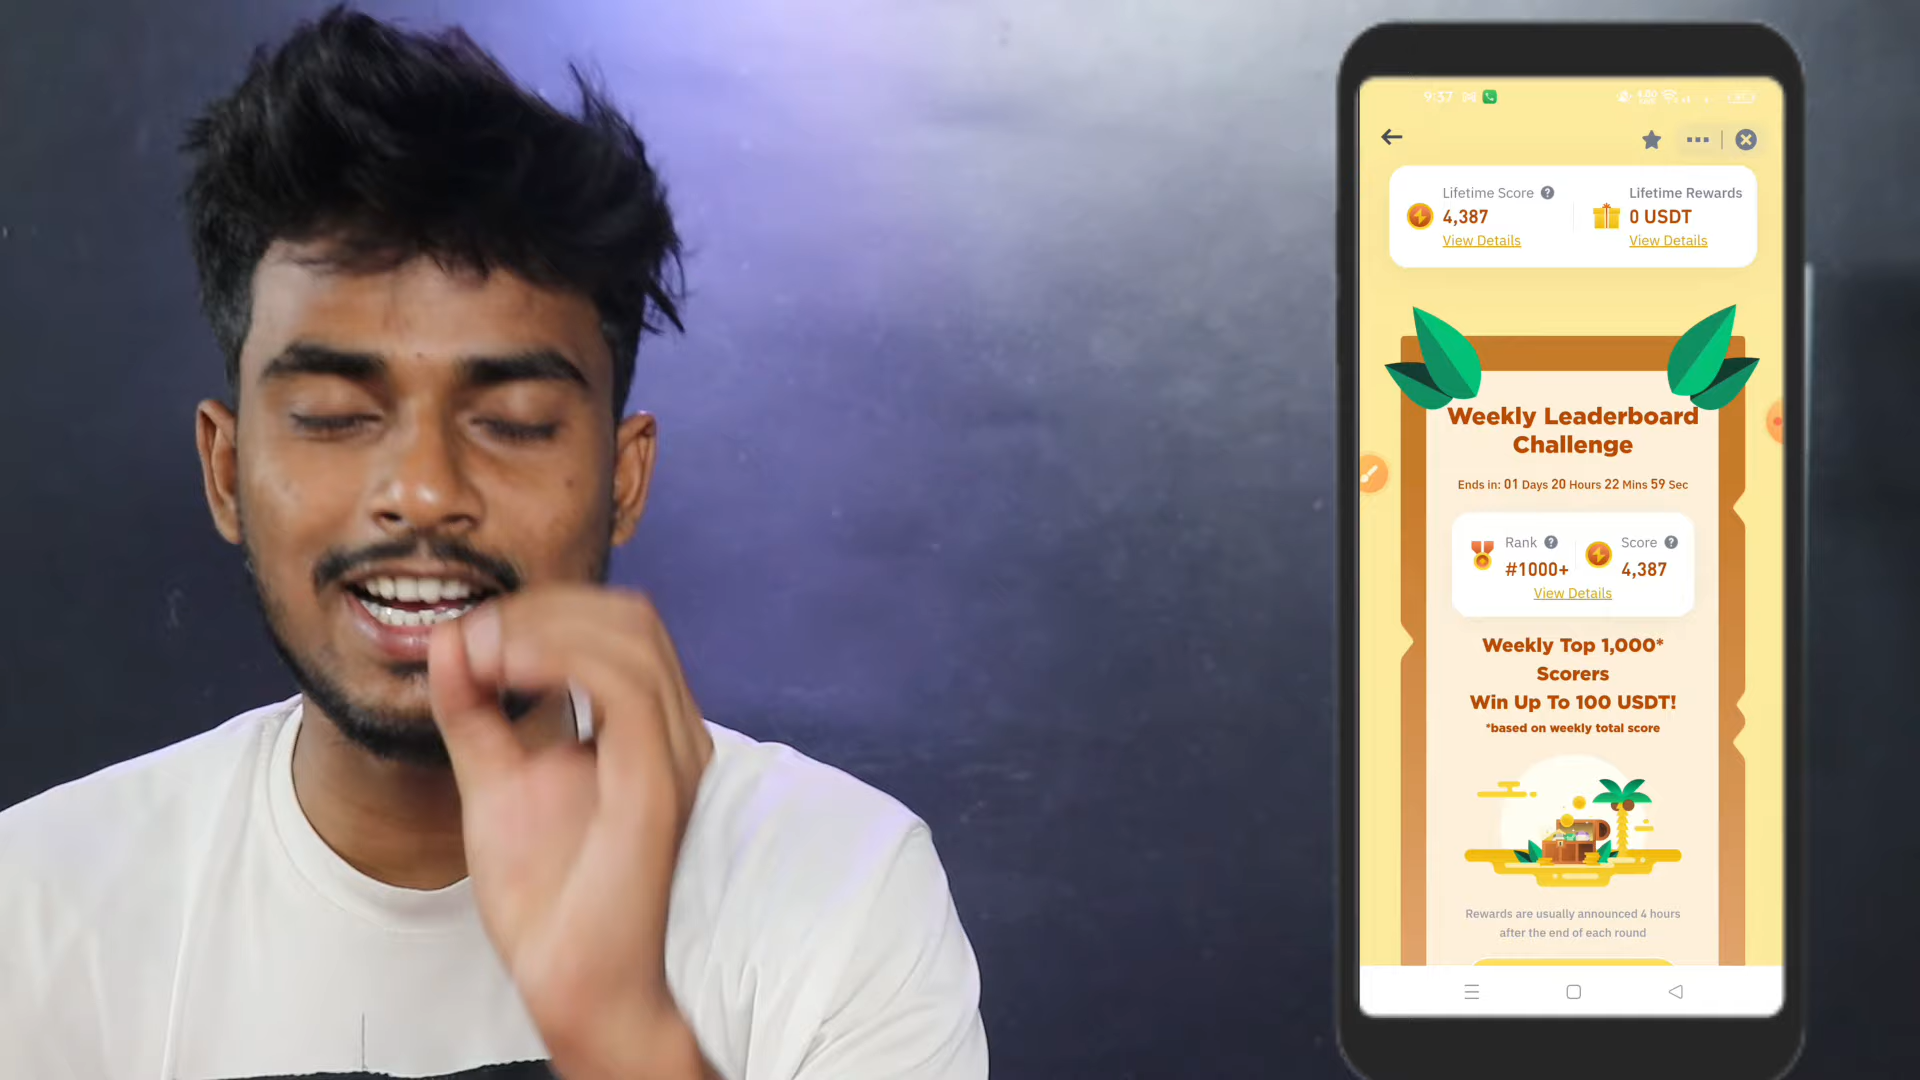 9:37
Lifetime Score
4,387
View Details
Lifetime Rewards
0 USDT
View Details
Weekly Leaderboard
Challenge
Ends in: 01 Days 20 Hours 22 Mins 59 Sec
Rank
#1000+
Score
4,387
View Details
Weekly Top 1,000*
Scorers
Win Up To 100 USDT!
*based on weekly total score
Rewards are usually announced 4 hours
after the end of each round